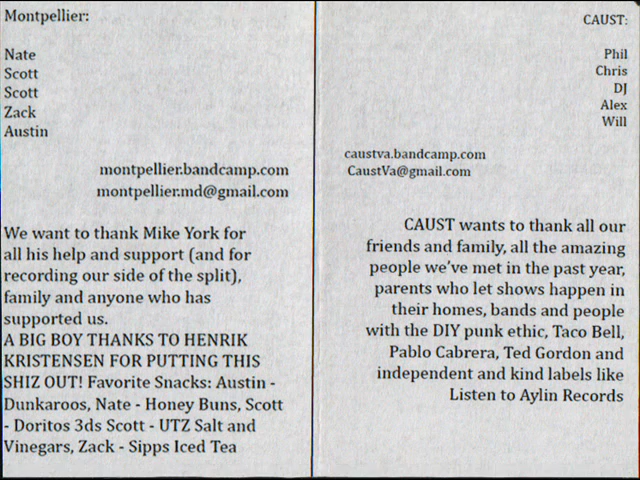 Montpellier:
Nate
Scott
Scott
Zack
Austin
montpellier.bandcamp.com
montpellier.md@gmail.com
We want to thank Mike York for
all his help and support (and for
recording our side of the split),
family and anyone who has
supported us.
A BIG BOY THANKS TO HENRIK
KRISTENSEN FOR PUTTING THIS
SHIZ OUT! Favorite Snacks: Austin -
Dunkaroos, Nate - Honey Buns, Scott
- Doritos 3ds Scott - UTZ Salt and
Vinegars, Zack - Sipps Iced Tea
CAUST:
Phil
Chris
DJ
Alex
Will
caustva.bandcamp.com
CaustVa@gmail.com
CAUST wants to thank all our
friends and family, all the amazing
people we've met in the past year,
parents who let shows happen in
their homes, bands and people
with the DIY punk ethic, Taco Bell,
Pablo Cabrera, Ted Gordon and
independent and kind labels like
Listen to Aylin Records